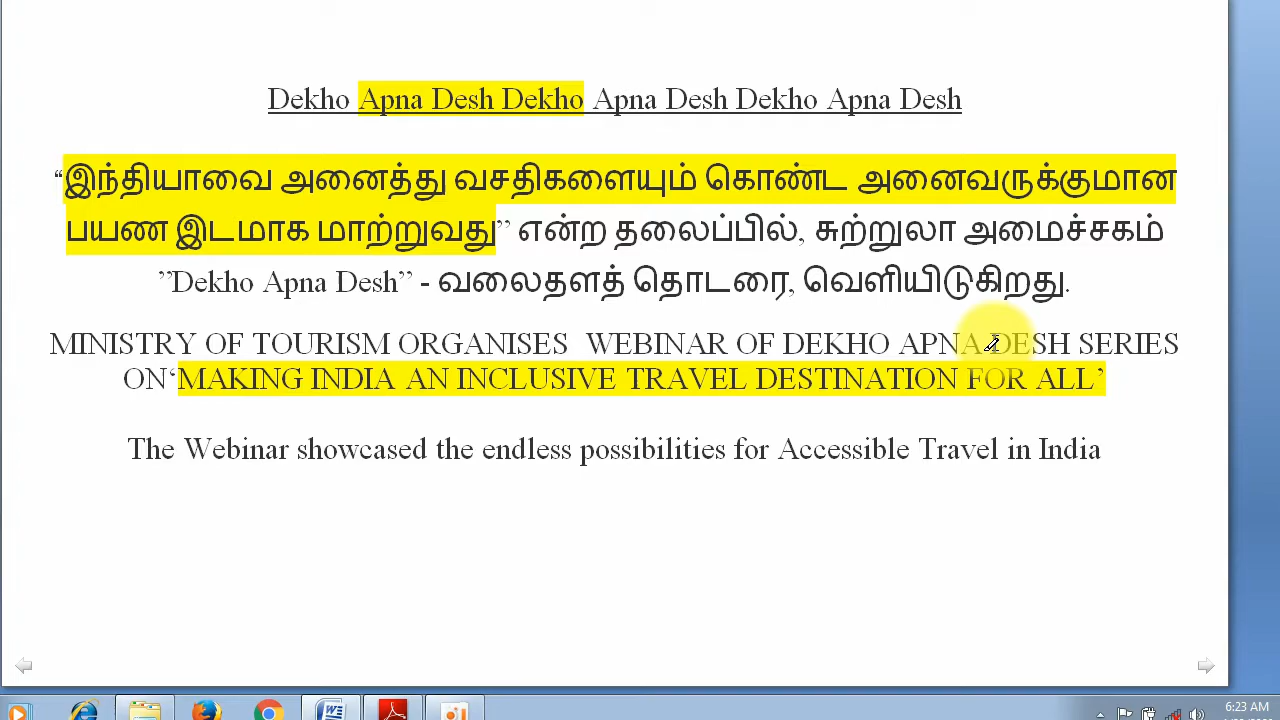 Dekho Apna Desh Dekho Apna Desh Dekho Apna Desh
“இந்தியாவை அனைத்து வசதிகளையும் கொண்ட அனைவருக்குமான
பயண இடமாக மாற்றுவது” என்ற தலைப்பில், சுற்றுலா அமைச்சகம்
”Dekho Apna Desh” - வலைதளத் தொடரை, வெளியிடுகிறது.
MINISTRY OF TOURISM ORGANISES WEBINAR OF DEKHO APNA DESH SERIES
ON‘MAKING INDIA AN INCLUSIVE TRAVEL DESTINATION FOR ALL’
The Webinar showcased the endless possibilities for Accessible Travel in India
6:23 AM